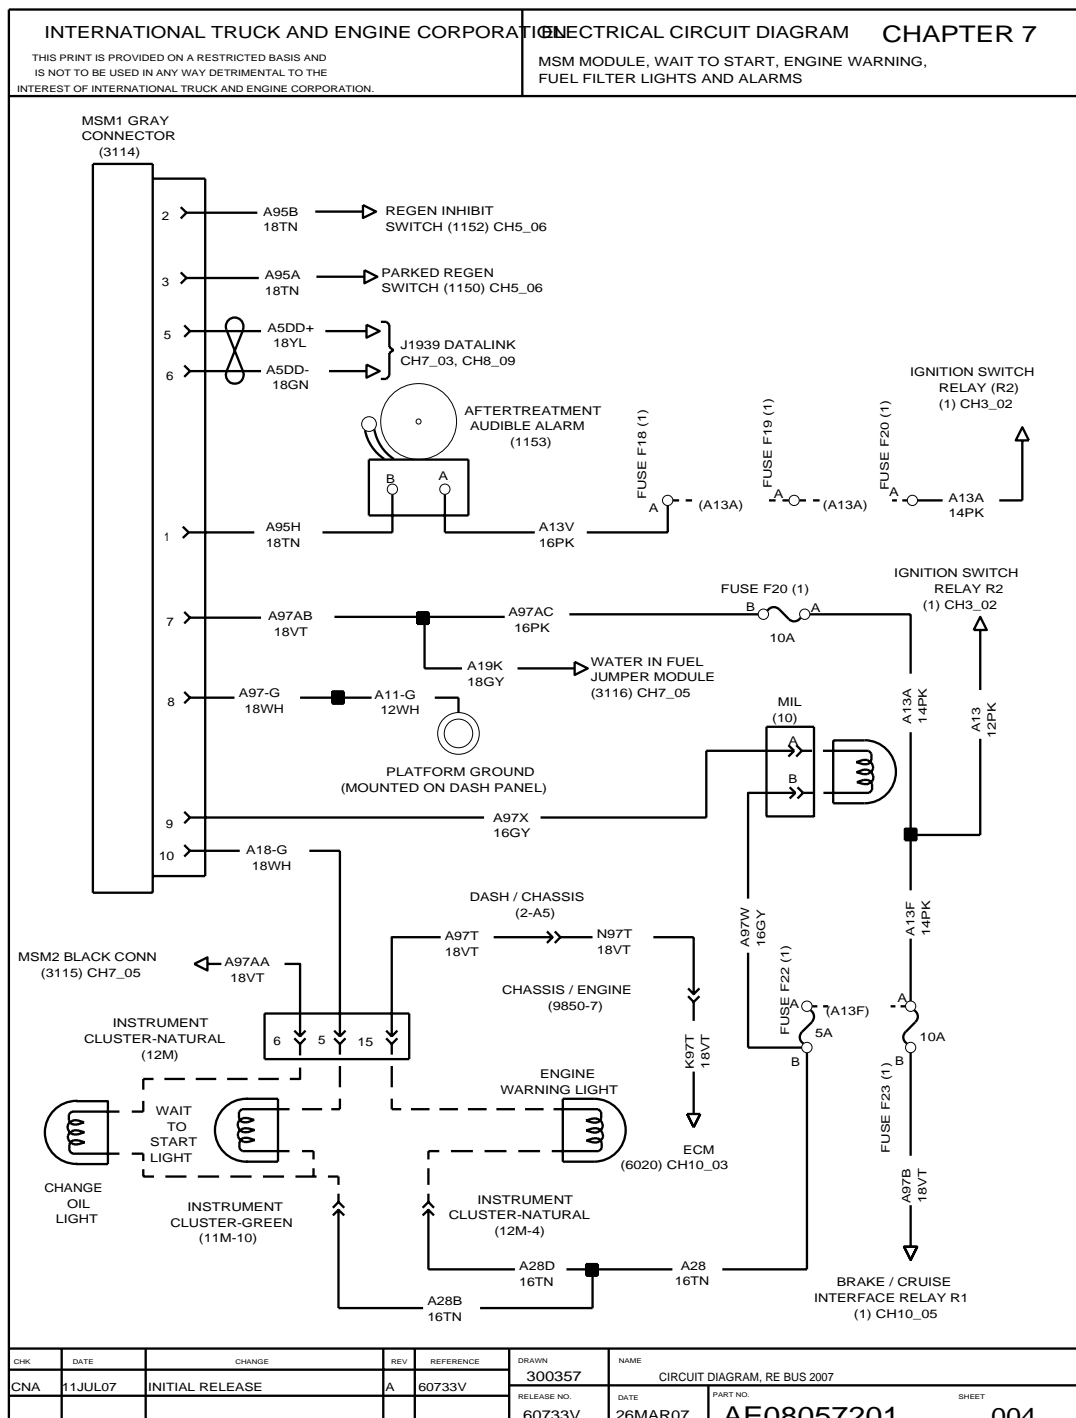 INTERNATIONAL TRUCK AND ENGINE CORPORATION
THIS PRINT IS PROVIDED ON A RESTRICTED BASIS AND
IS NOT TO BE USED IN ANY WAY DETRIMENTAL TO THE
INTEREST OF INTERNATIONAL TRUCK AND ENGINE CORPORATION.
ELECTRICAL CIRCUIT DIAGRAM
CHAPTER 7
MSM MODULE, WAIT TO START, ENGINE WARNING,
FUEL FILTER LIGHTS AND ALARMS
MSM1 GRAY
CONNECTOR
(3114)
2
A95B
18TN
REGEN INHIBIT
SWITCH (1152) CH5_06
3
A95A
18TN
PARKED REGEN
SWITCH (1150) CH5_06
5
A5DD+
18YL
6
A5DD-
18GN
J1939 DATALINK
CH7_03, CH8_09
AFTERTREATMENT
AUDIBLE ALARM
(1153)
B
A
1
A95H
18TN
A13V
16PK
FUSE F18 (1)
A
(A13A)
FUSE F19 (1)
A
(A13A)
FUSE F20 (1)
A
A13A
14PK
IGNITION SWITCH
RELAY (R2)
(1) CH3_02
7
A97AB
18VT
A97AC
16PK
FUSE F20 (1)
B
A
10A
IGNITION SWITCH
RELAY R2
(1) CH3_02
A19K
18GY
WATER IN FUEL
JUMPER MODULE
(3116) CH7_05
8
A97-G
18WH
A11-G
12WH
PLATFORM GROUND
(MOUNTED ON DASH PANEL)
MIL
(10)
A
B
A13A
14PK
A13
12PK
9
A97X
16GY
10
A18-G
18WH
DASH / CHASSIS
(2-A5)
A97T
18VT
N97T
18VT
A97W
16GY
A13F
14PK
MSM2 BLACK CONN
(3115) CH7_05
A97AA
18VT
CHASSIS / ENGINE
(9850-7)
FUSE F22 (1)
A
(A13F)
5A
B
A
10A
B
FUSE F23 (1)
INSTRUMENT
CLUSTER-NATURAL
(12M)
6
5
15
K97T
18VT
ENGINE
WARNING LIGHT
WAIT
TO
START
LIGHT
ECM
(6020) CH10_03
CHANGE
OIL
LIGHT
INSTRUMENT
CLUSTER-GREEN
(11M-10)
INSTRUMENT
CLUSTER-NATURAL
(12M-4)
A97B
18VT
A28D
16TN
A28
16TN
A28B
16TN
BRAKE / CRUISE
INTERFACE RELAY R1
(1) CH10_05
CHK
DATE
CHANGE
REV
REFERENCE
DRAWN
NAME
CNA
11JUL07
INITIAL RELEASE
A
60733V
300357
CIRCUIT DIAGRAM, RE BUS 2007
RELEASE NO.
DATE
PART NO.
SHEET
60733V
26MAR07
AE08057201
004